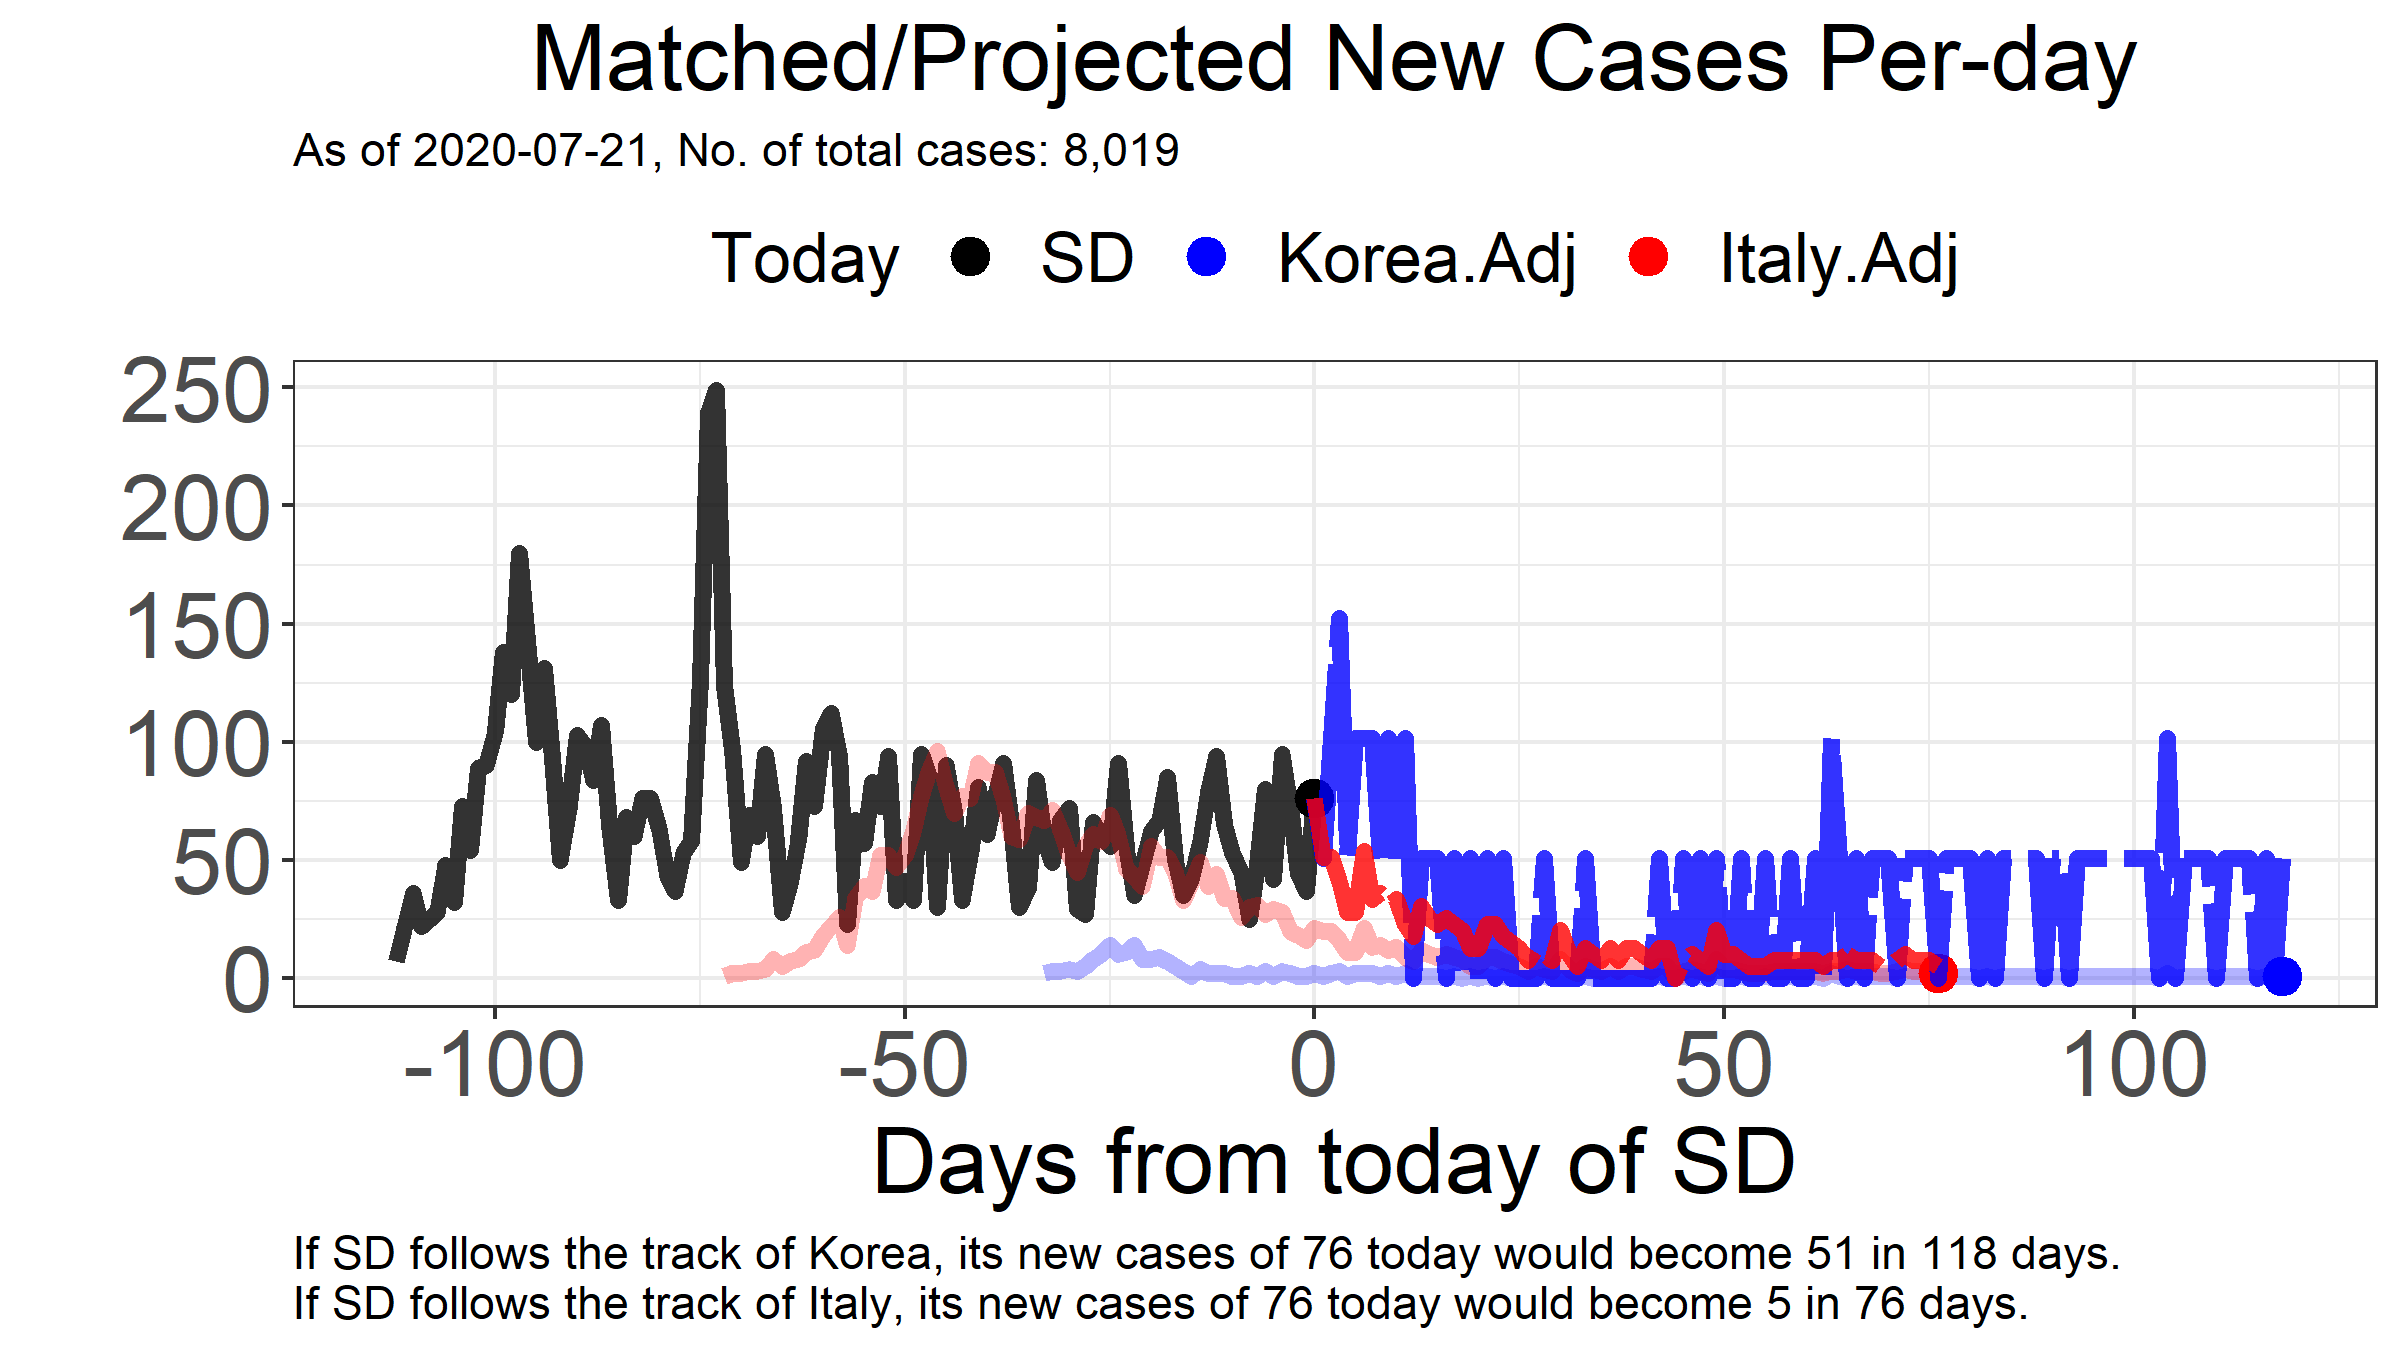 Matched/Projected New Cases Per-day
As of 2020-07-21, No. of total cases: 8,019
Today SD Korea.Adj Italy.Adj
250
200
150
100
50
0
-100 -50 0 50 100
Days from today of SD
If SD follows the track of Korea, its new cases of 76 today would become 51 in 118 days.
If SD follows the track of Italy, its new cases of 76 today would become 5 in 76 days.